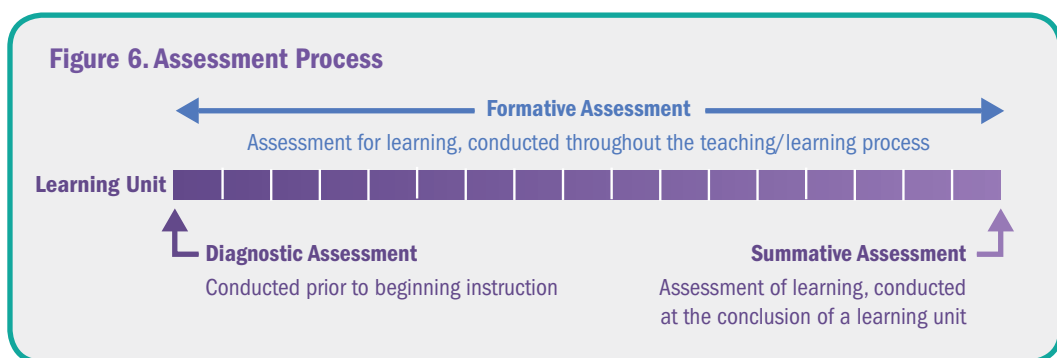 Figure 6. Assessment Process
Formative Assessment
Assessment for learning, conducted throughout the teaching/learning process
Learning Unit
Diagnostic Assessment
Conducted prior to beginning instruction
Summative Assessment
Assessment of learning, conducted
at the conclusion of a learning unit